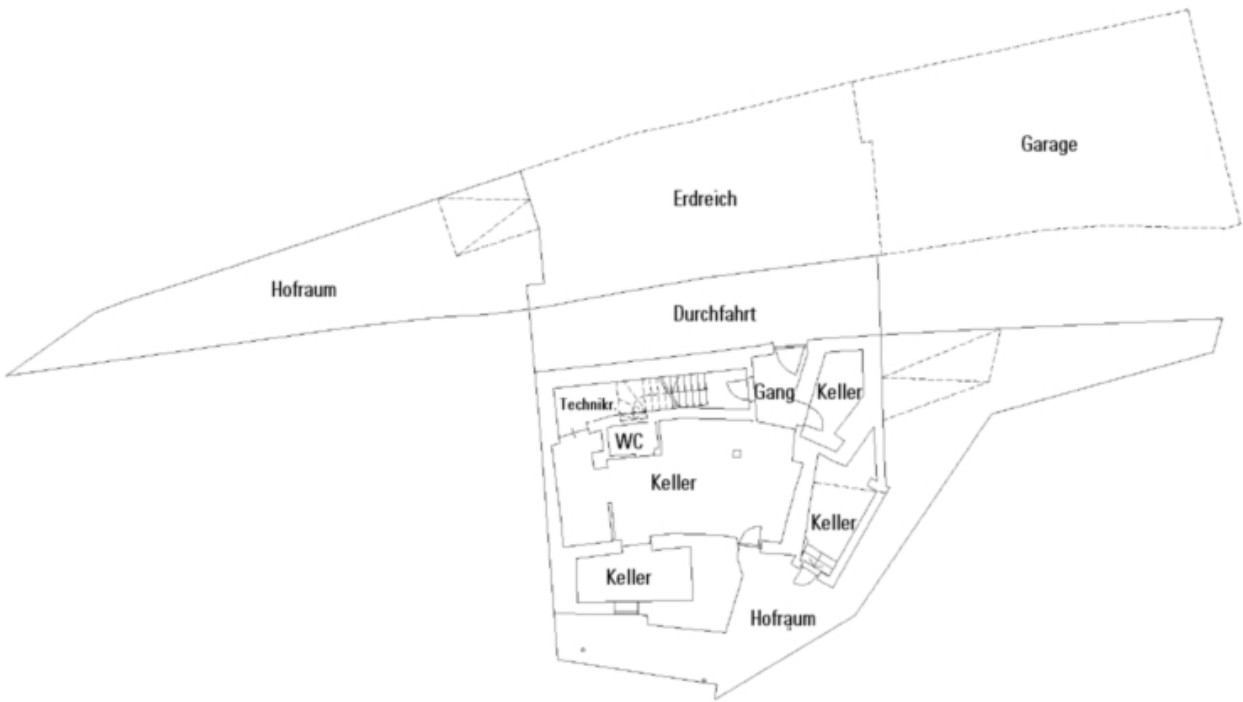 Garage
Erdreich
Hofraum
Durchfahrt
Gang
Keller
Technikr.
WC
Keller
Keller
Keller
Hofraum